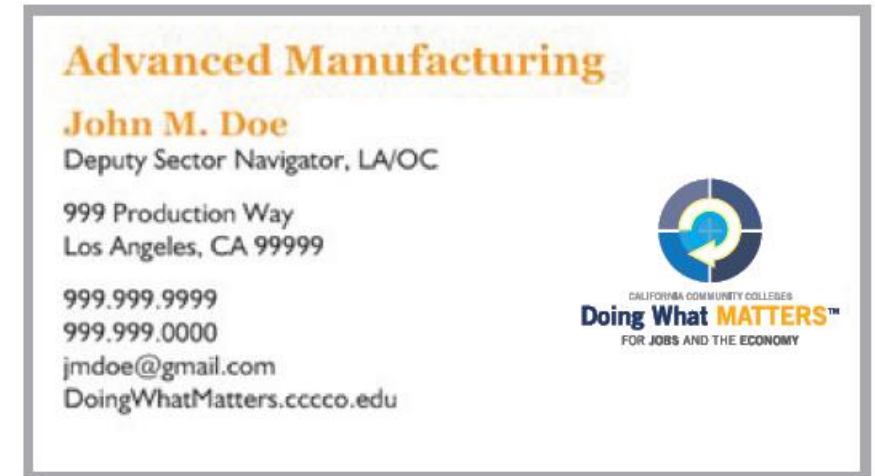 Advanced Manufacturing
John M. Doe
Deputy Sector Navigator, LA/OC
999 Production Way
Los Angeles, CA 99999
999.999.9999
999.999.0000
jmdoe@gmail.com
DoingWhatMatters.cccco.edu
CALIFORNIA COMMUNITY COLLEGES
Doing What MATTERS™
FOR JOBS AND THE ECONOMY